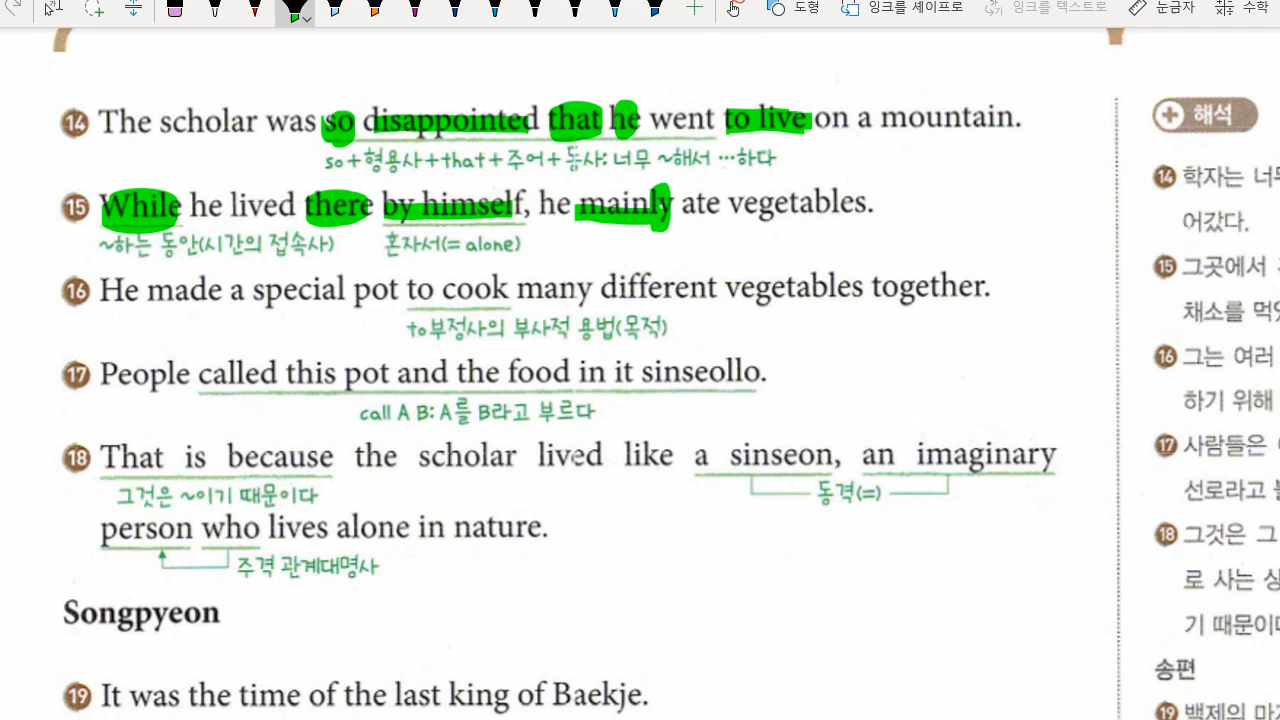 도형 잉크를 셰이프로 잉크를 텍스트로 눈금자 수학
⑭ The scholar was so disappointed that he went to live on a mountain.
so+형용사+that+주어+동사: 너무 ~해서 …하다
⑮ While he lived there by himself, he mainly ate vegetables.
~하는 동안(시간의 접속사) 혼자서(= alone)
⑯ He made a special pot to cook many different vegetables together.
to부정사의 부사적 용법(목적)
⑰ People called this pot and the food in it sinseollo.
call A B: A를 B라고 부르다
⑱ That is because the scholar lived like a sinseon, an imaginary
그것은 ~이기 때문이다 동격(=)
person who lives alone in nature.
주격 관계대명사
Songpyeon
⑲ It was the time of the last king of Baekje.
해석
⑭ 학자는 너무
어갔다.
⑮ 그곳에서
채소를 먹었
⑯ 그는 여러
하기 위해
⑰ 사람들은
선로라고
⑱ 그것은 그
로 사는 상
기 때문이다
송편
⑲ 백제의 마지